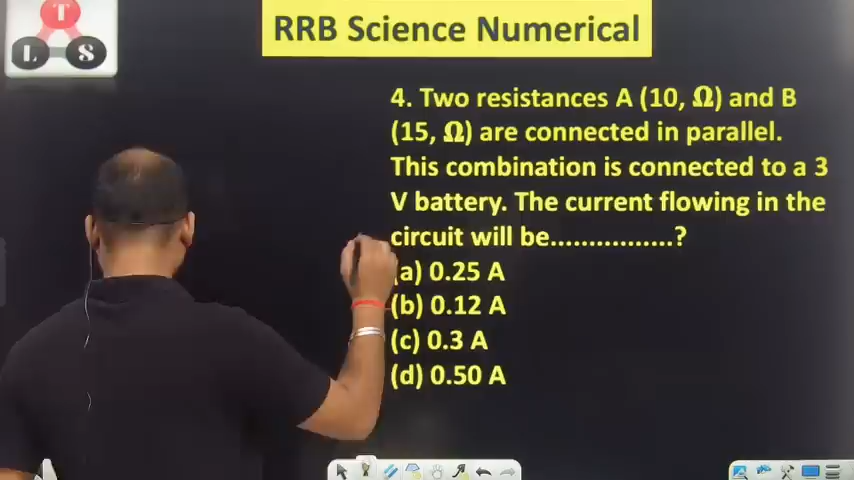 T
L S
RRB Science Numerical
4. Two resistances A (10, Ω) and B
(15, Ω) are connected in parallel.
This combination is connected to a 3
V battery. The current flowing in the
circuit will be................?
(a) 0.25 A
(b) 0.12 A
(c) 0.3 A
(d) 0.50 A